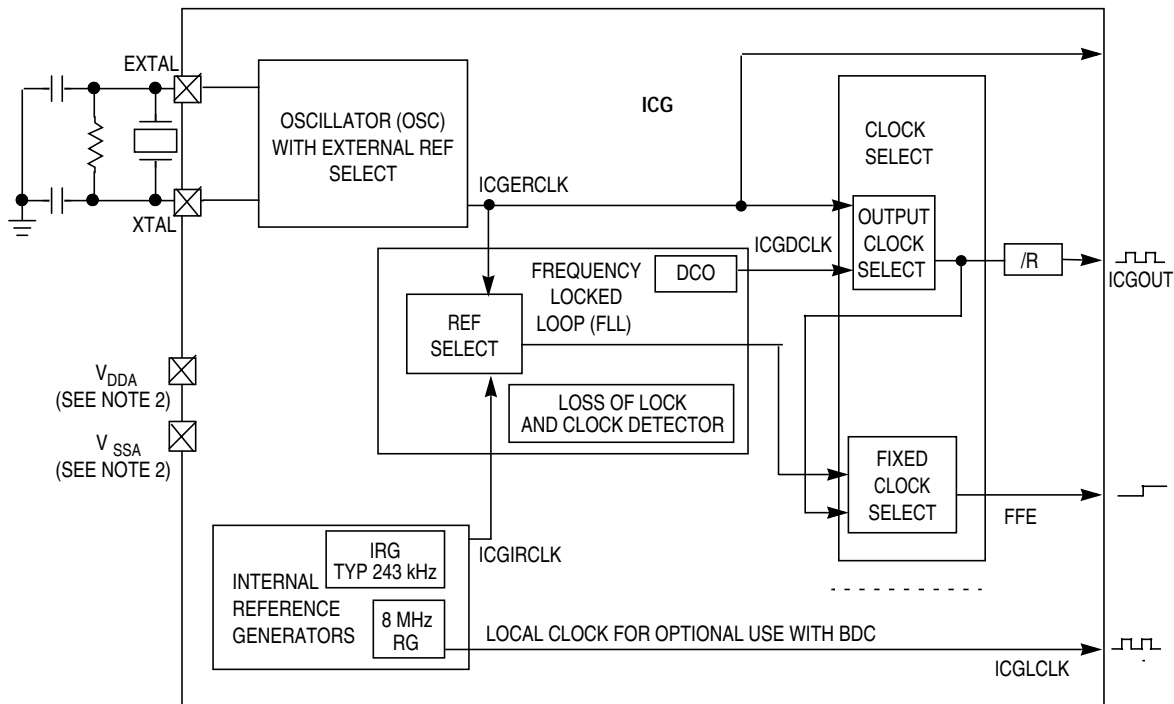 EXTAL
XTAL
OSCILLATOR (OSC)
WITH EXTERNAL REF
SELECT
ICG
CLOCK
SELECT
ICGERCLK
OUTPUT
CLOCK
SELECT
/R
ICGOUT
ICGDCLK
DCO
FREQUENCY
LOCKED
LOOP (FLL)
REF
SELECT
LOSS OF LOCK
AND CLOCK DETECTOR
VDDA
(SEE NOTE 2)
V SSA
(SEE NOTE 2)
FIXED
CLOCK
SELECT
FFE
ICGIRCLK
IRG
TYP 243 kHz
INTERNAL
REFERENCE
GENERATORS
8 MHz
RG
LOCAL CLOCK FOR OPTIONAL USE WITH BDC
ICGLCLK